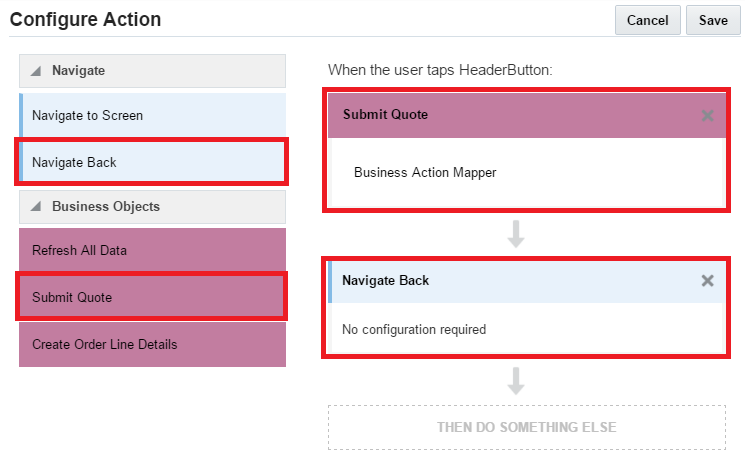 Configure Action
Cancel
Save
Navigate
Navigate to Screen
Navigate Back
Business Objects
Refresh All Data
Submit Quote
Create Order Line Details
When the user taps HeaderButton:
Submit Quote
Business Action Mapper
Navigate Back
No configuration required
THEN DO SOMETHING ELSE